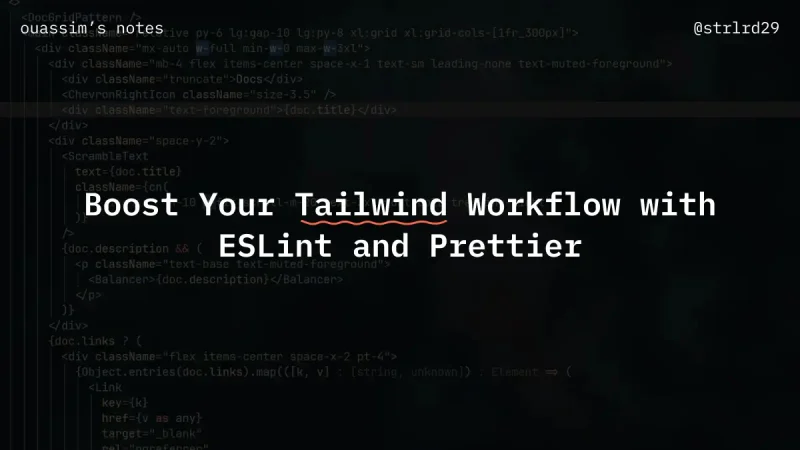 ouassim's notes
@strlrd29
Boost Your Tailwind Workflow with
ESLint and Prettier
<DocGridPattern />
py-6 lg:gap-10 lg:py-8 xl:grid xl:grid-cols-[1fr_300px]">
<div className="mx-auto w-full min-w-0 max-w-3xl">
<div className="mb-4 flex items-center space-x-1 text-sm leading-none text-muted-foreground">
<div className="truncate">Docs</div>
<ChevronRightIcon className="size-3.5" />
<div className="text-foreground">{doc.title}</div>
</div>
<div className="space-y-2">
<ScrambleText
text={doc.title}
className={cn(
)}
/>
{doc.description && (
<p className="text-base text-muted-foreground">
<Balancer>{doc.description}</Balancer>
</p>
)}
</div>
{doc.links ? (
<div className="flex items-center space-x-2 pt-4">
{Object.entries(doc.links).map(([k, v] : [string, unknown]) : Element => (
<Link
key={k}
href={v as any}
target="_blank"